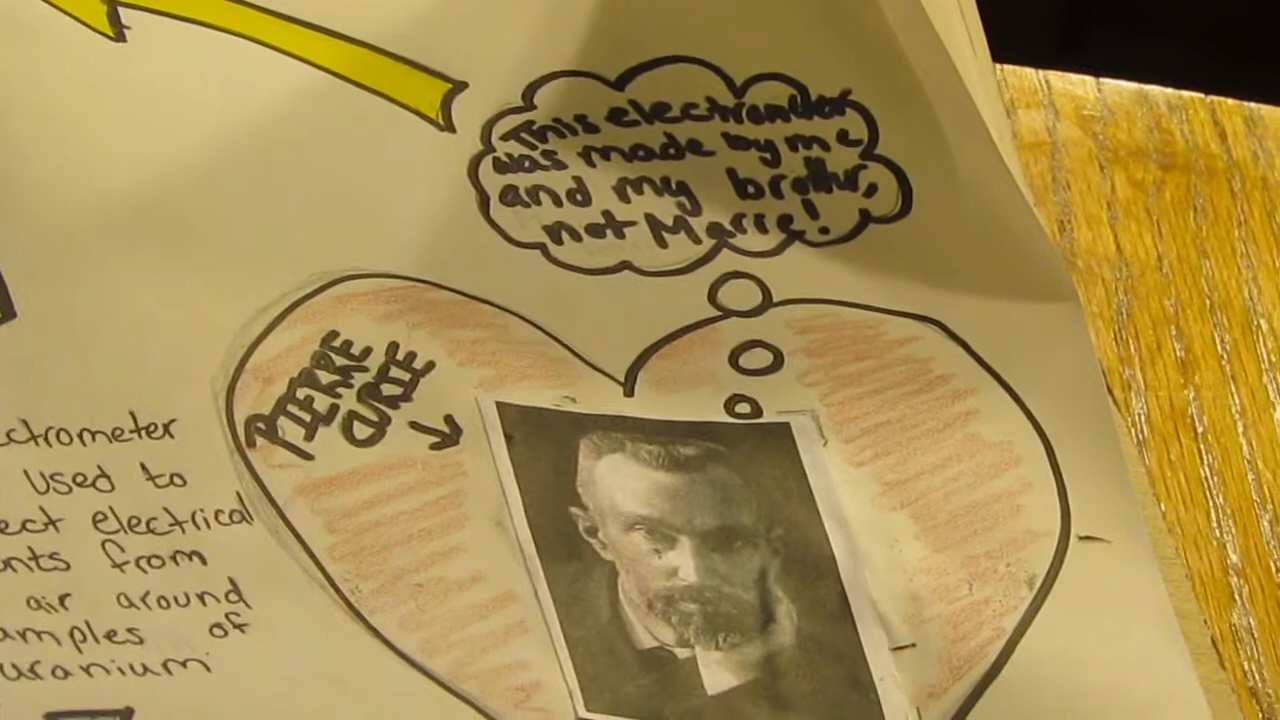 This electrometer
was made by me
and my brother,
not Marie!
PIERRE
CURIE
ctrometer
used to
ect electrical
nts from
air around
amples of
uranium